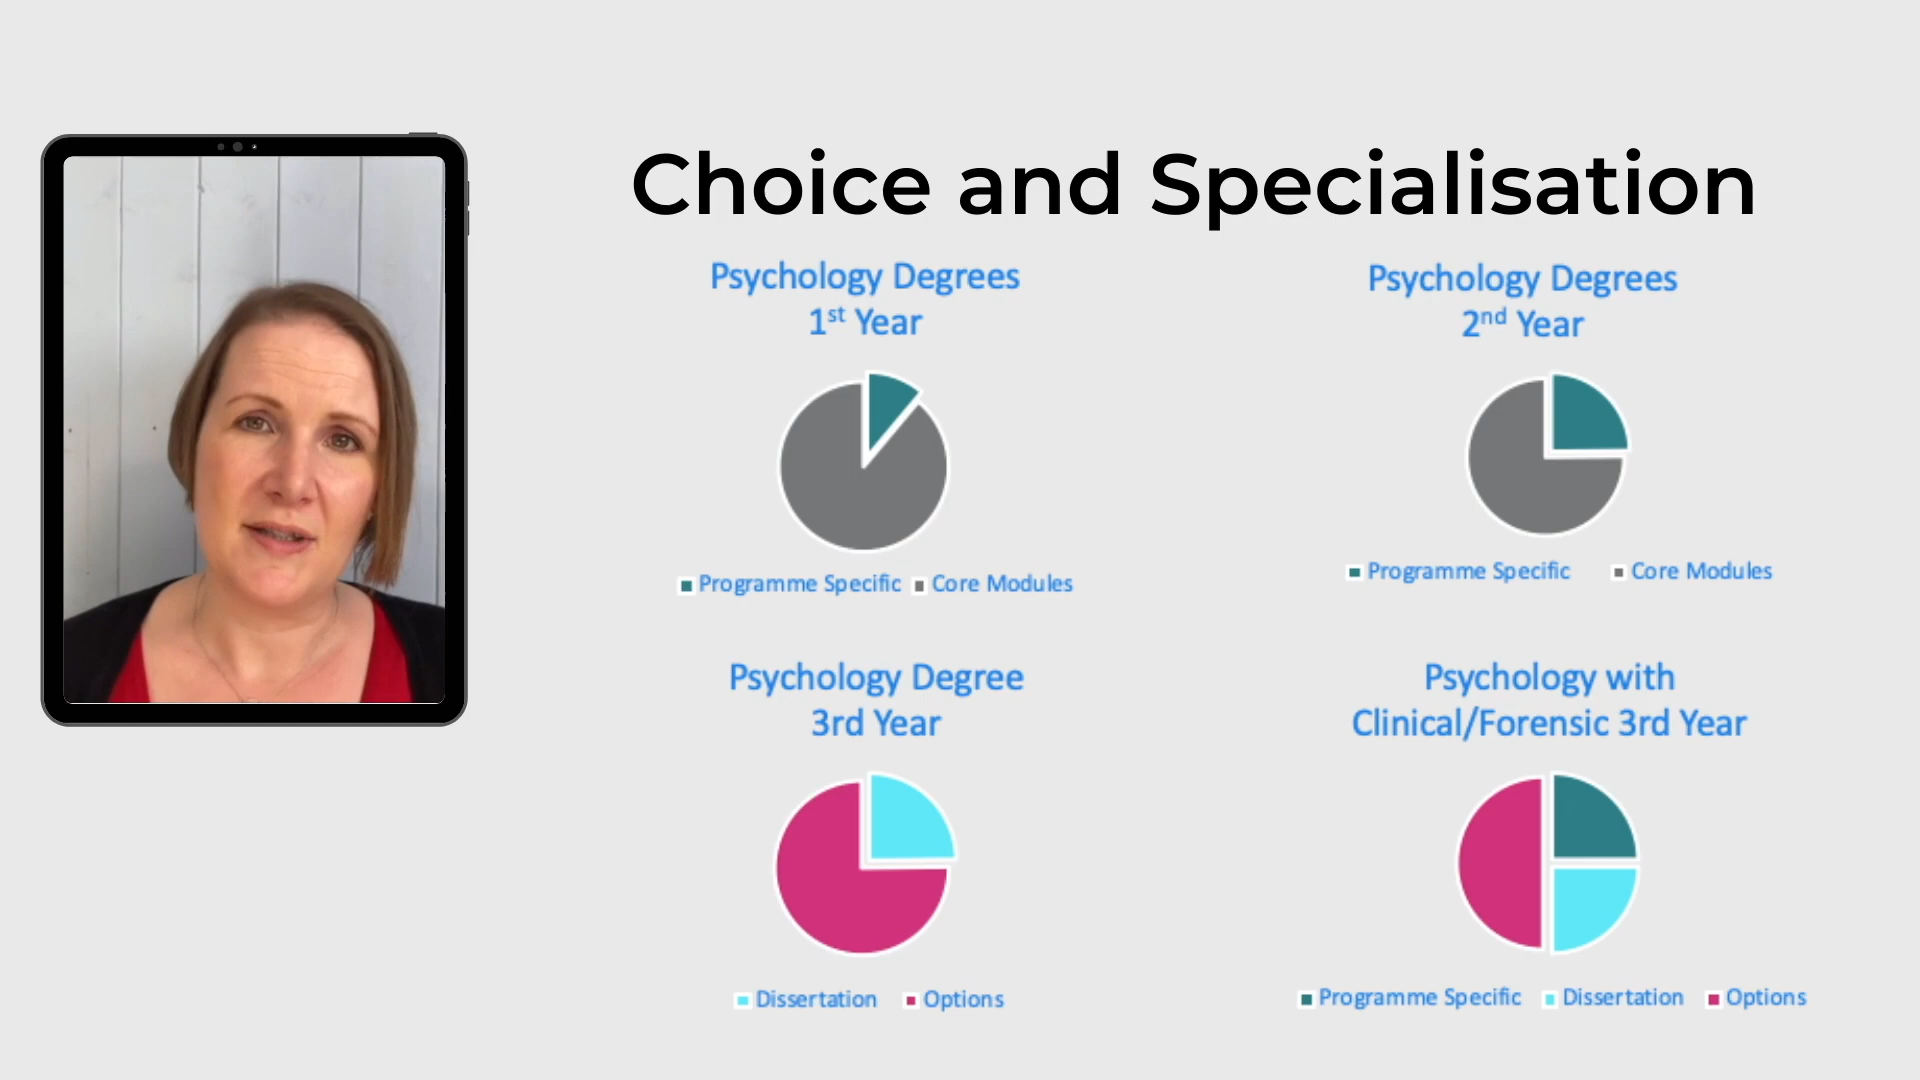 Choice and Specialisation
Psychology Degrees
1st Year
Programme Specific Core Modules
Psychology Degrees
2nd Year
Programme Specific Core Modules
Psychology Degree
3rd Year
Dissertation Options
Psychology with
Clinical/Forensic 3rd Year
Programme Specific Dissertation Options